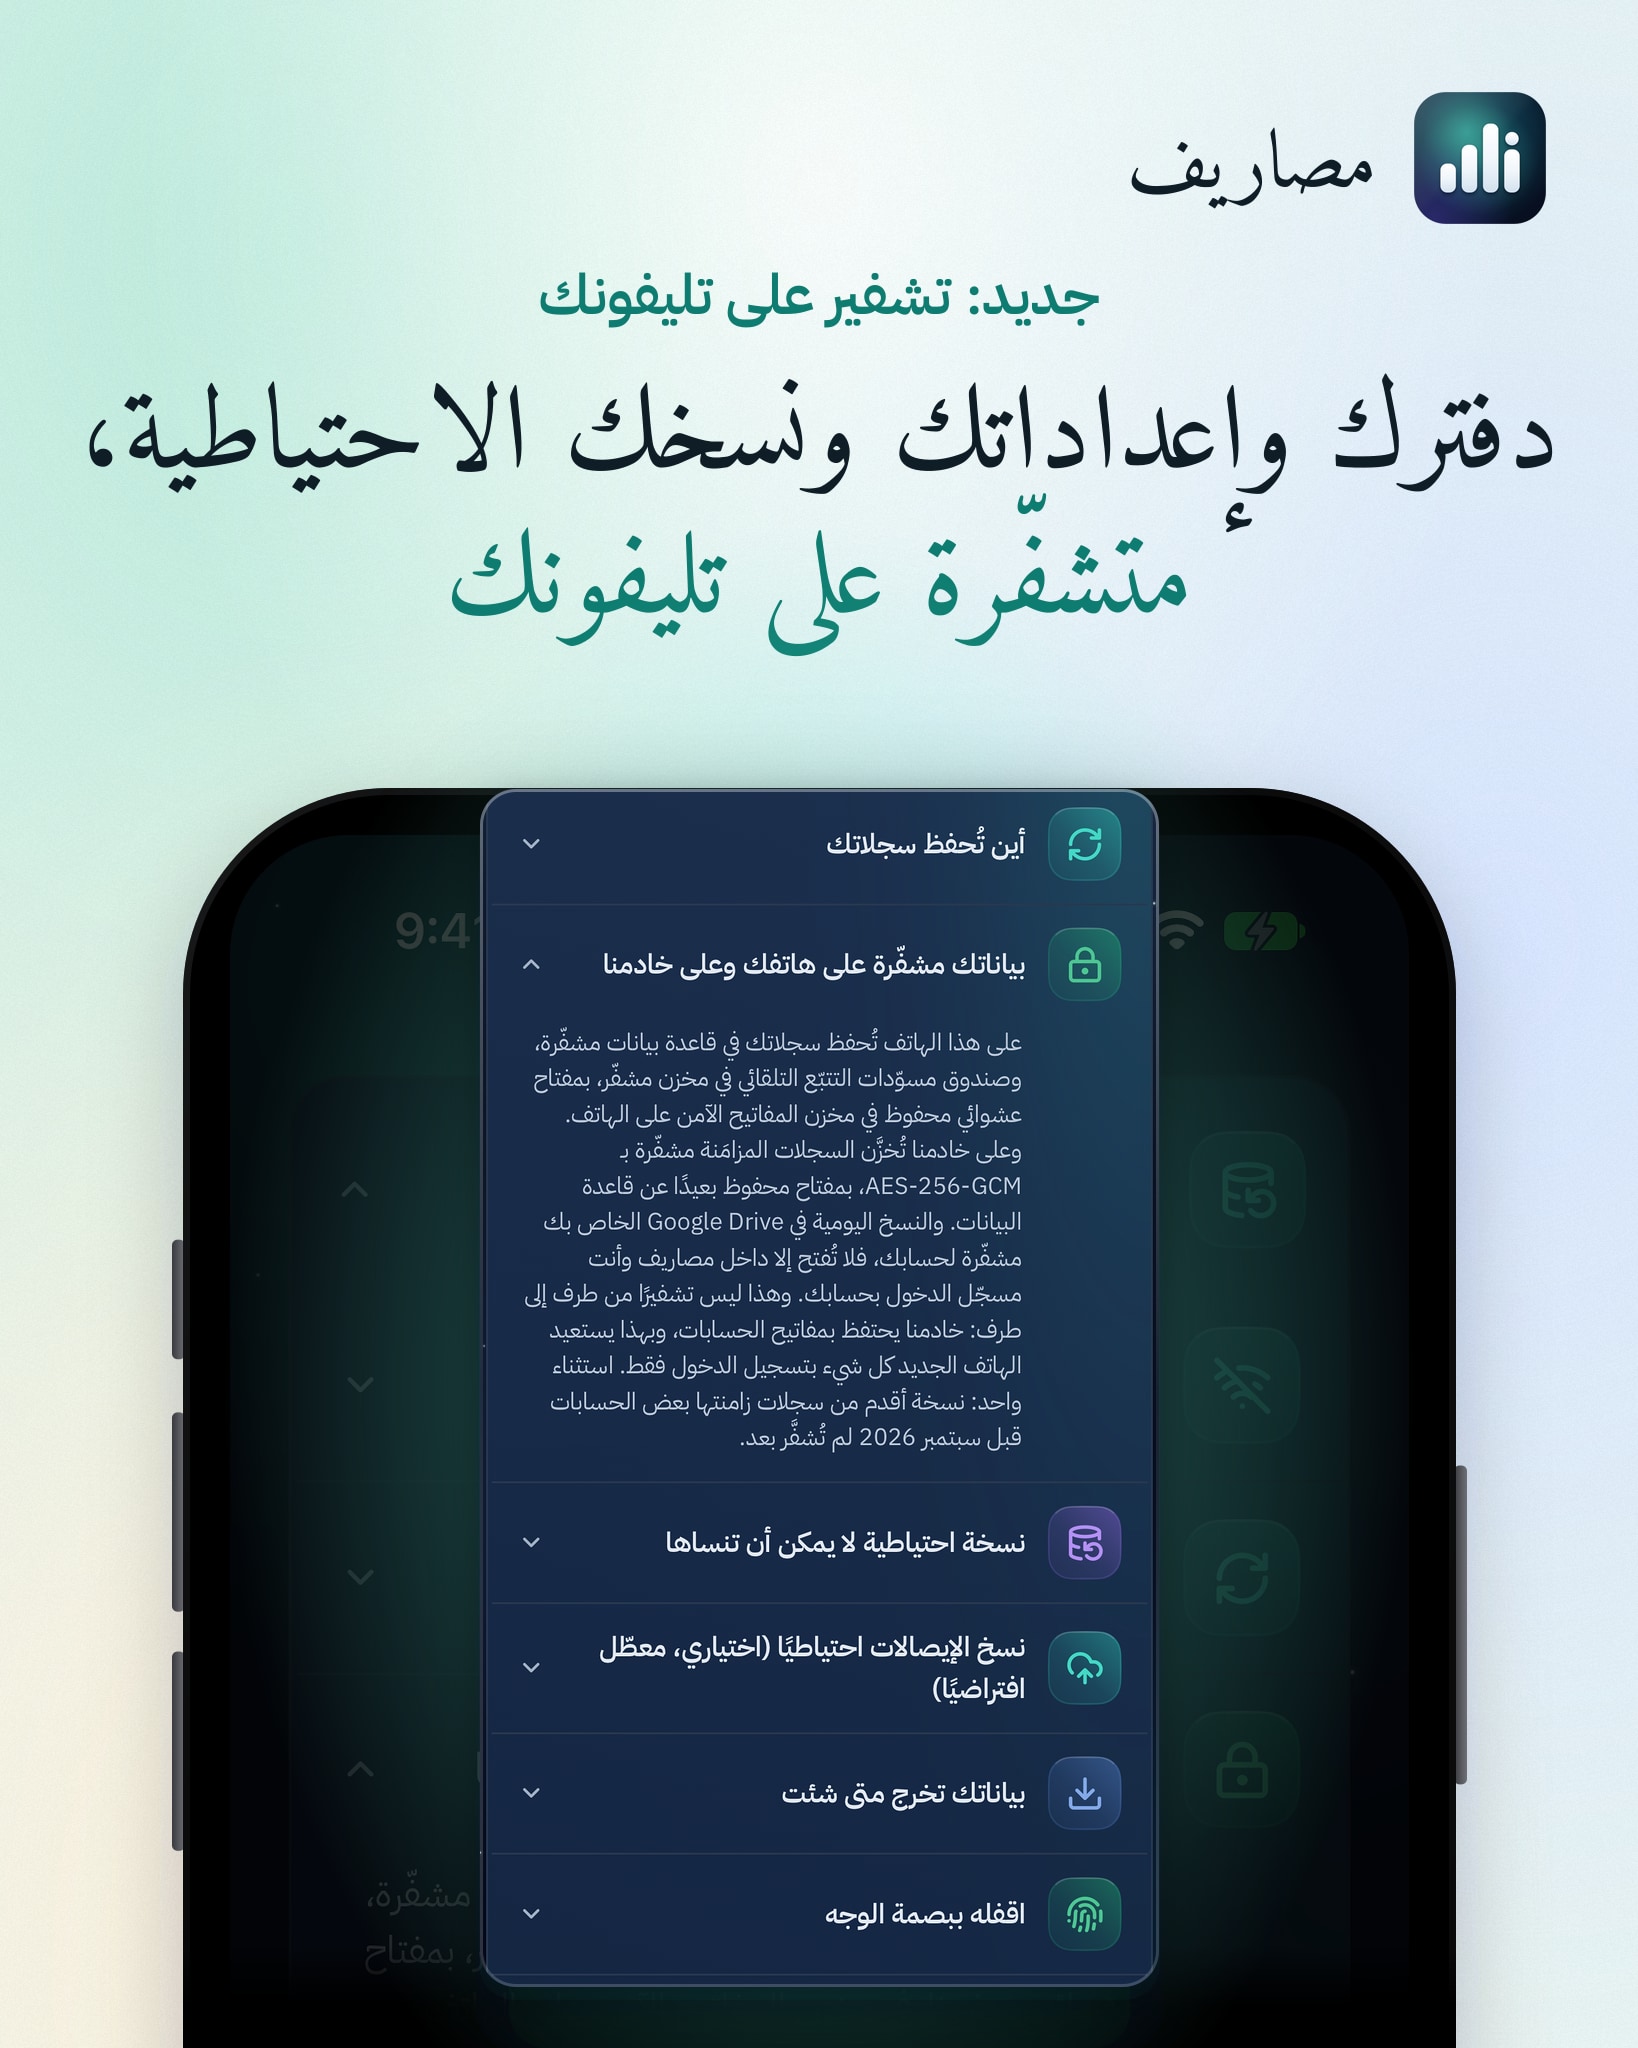 مصاريف
جديد: تشفير على تليفونك
دفترك وإعداداتك ونسخك الاحتياطية،
متشفّرة على تليفونك
أين تُحفظ سجلاتك
9:41
بياناتك مشفّرة على هاتفك وعلى خادمنا
على هذا الهاتف تُحفظ سجلاتك في قاعدة بيانات مشفّرة،
وصندوق مسوّدات التتبّع التلقائي في مخزن مشفّر، بمفتاح
عشوائي محفوظ في مخزن المفاتيح الآمن على الهاتف.
وعلى خادمنا تُخزَّن السجلات المزامَنة مشفّرة بـ
AES-256-GCM، بمفتاح محفوظ بعيدًا عن قاعدة
البيانات. والنسخ اليومية في Google Drive الخاص بك
مشفّرة لحسابك، فلا تُفتح إلا داخل مصاريف وأنت
مسجّل الدخول بحسابك. وهذا ليس تشفيرًا من طرف إلى
طرف: خادمنا يحتفظ بمفاتيح الحسابات، وبهذا يستعيد
الهاتف الجديد كل شيء بتسجيل الدخول فقط. استثناء
واحد: نسخة أقدم من سجلات زامنتها بعض الحسابات
قبل سبتمبر 2026 لم تُشفَّر بعد.
نسخة احتياطية لا يمكن أن تنساها
نسخ الإيصالات احتياطيًا (اختياري، معطّل
افتراضيًا)
بياناتك تخرج متى شئت
اقفله ببصمة الوجه
مشفّرة،
بمفتاح